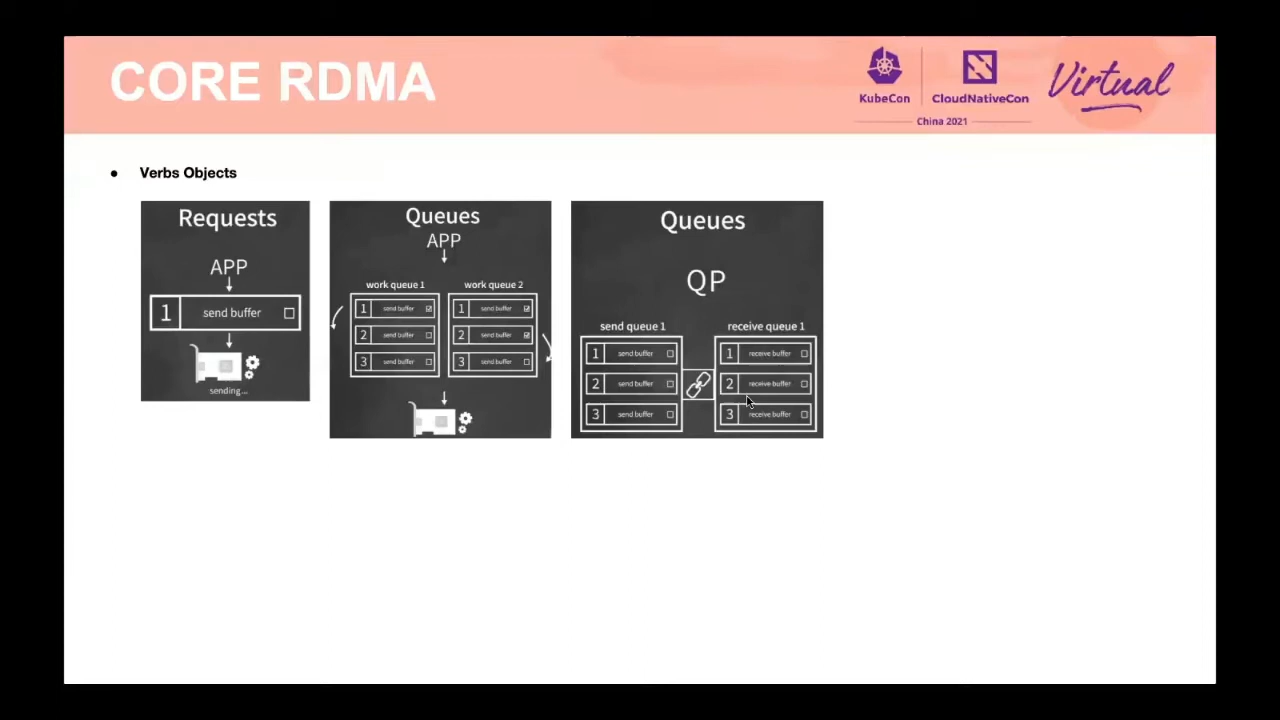 CORE RDMA
KubeCon
CloudNativeCon
Virtual
China 2021
● Verbs Objects
Requests
APP
1 send buffer
sending...
Queues
APP
work queue 1
1 send buffer
2 send buffer
3 send buffer
work queue 2
1 send buffer
2 send buffer
3 send buffer
Queues
QP
send queue 1
1 send buffer
2 send buffer
3 send buffer
receive queue 1
1 receive buffer
2 receive buffer
3 receive buffer